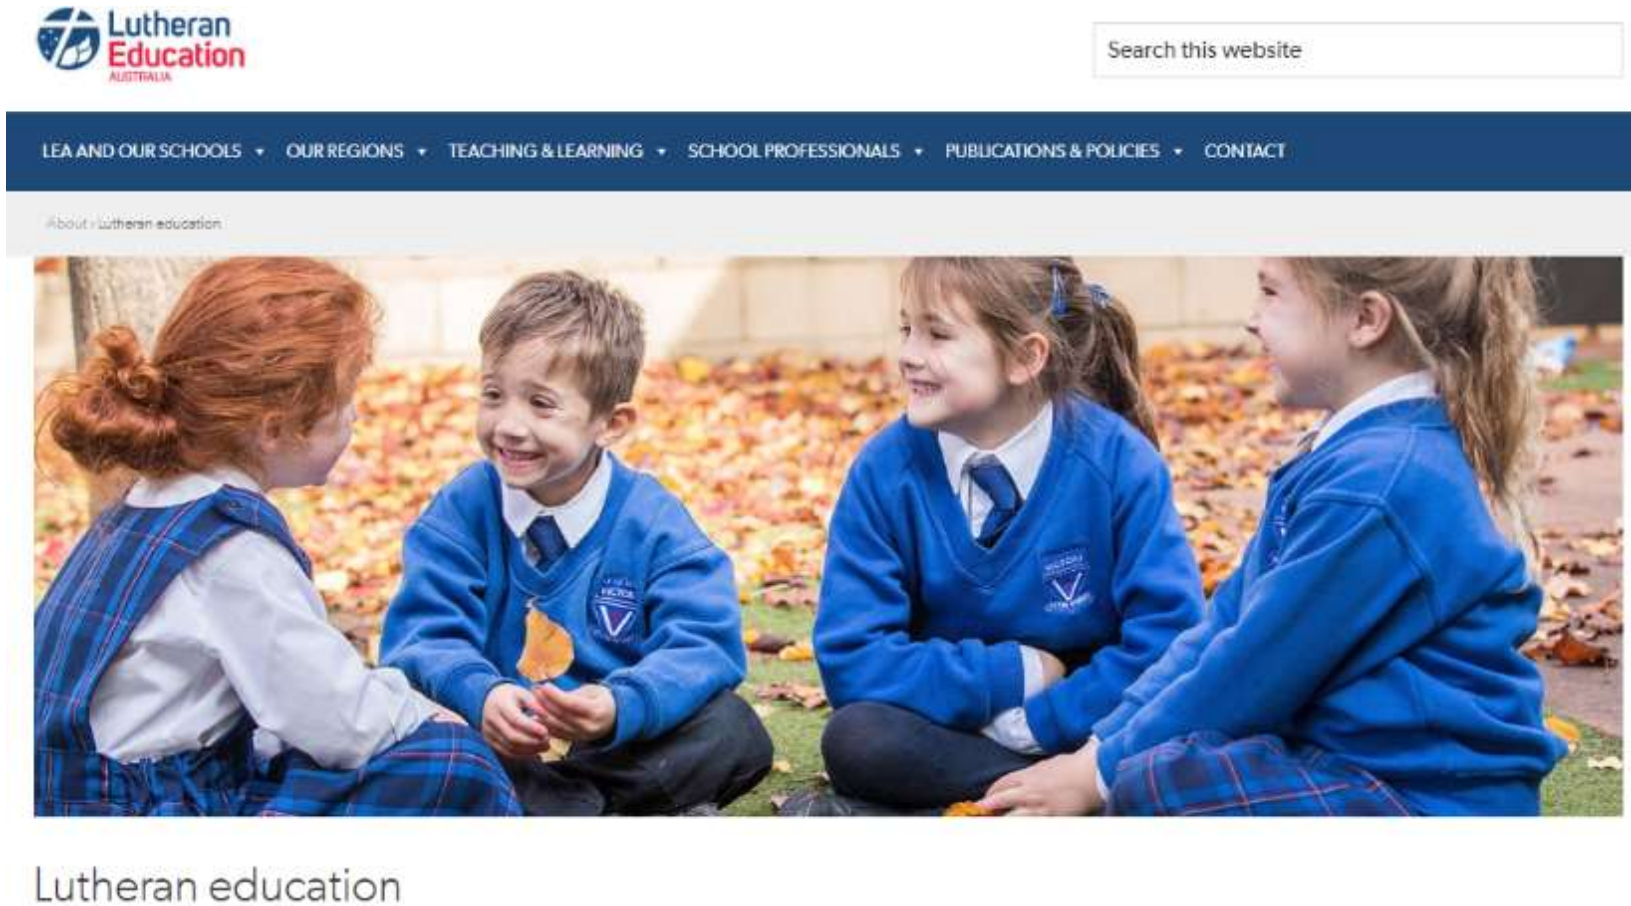 Lutheran
Education
AUSTRALIA
Search this website
LEA AND OUR SCHOOLS OUR REGIONS TEACHING & LEARNING SCHOOL PROFESSIONALS PUBLICATIONS & POLICIES CONTACT
About › Lutheran education
Lutheran education